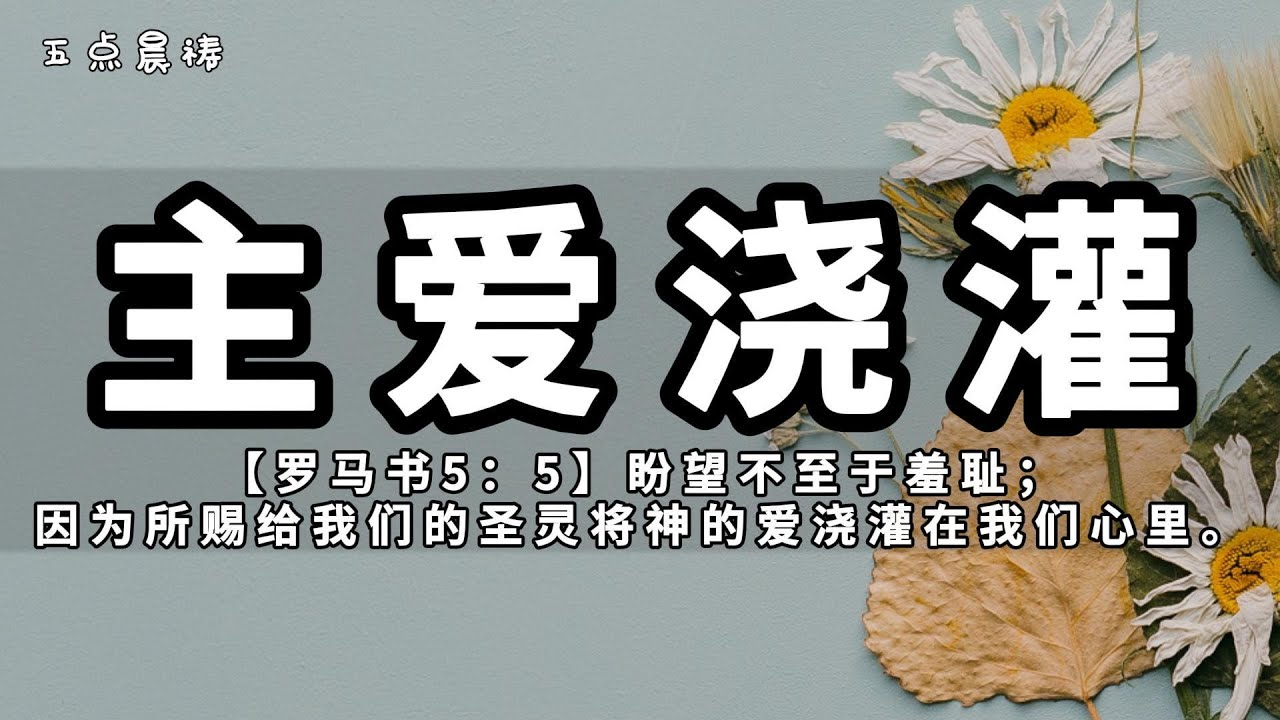 五点晨祷
主爱浇灌
【罗马书5：5】盼望不至于羞耻；
因为所赐给我们的圣灵将神的爱浇灌在我们心里。